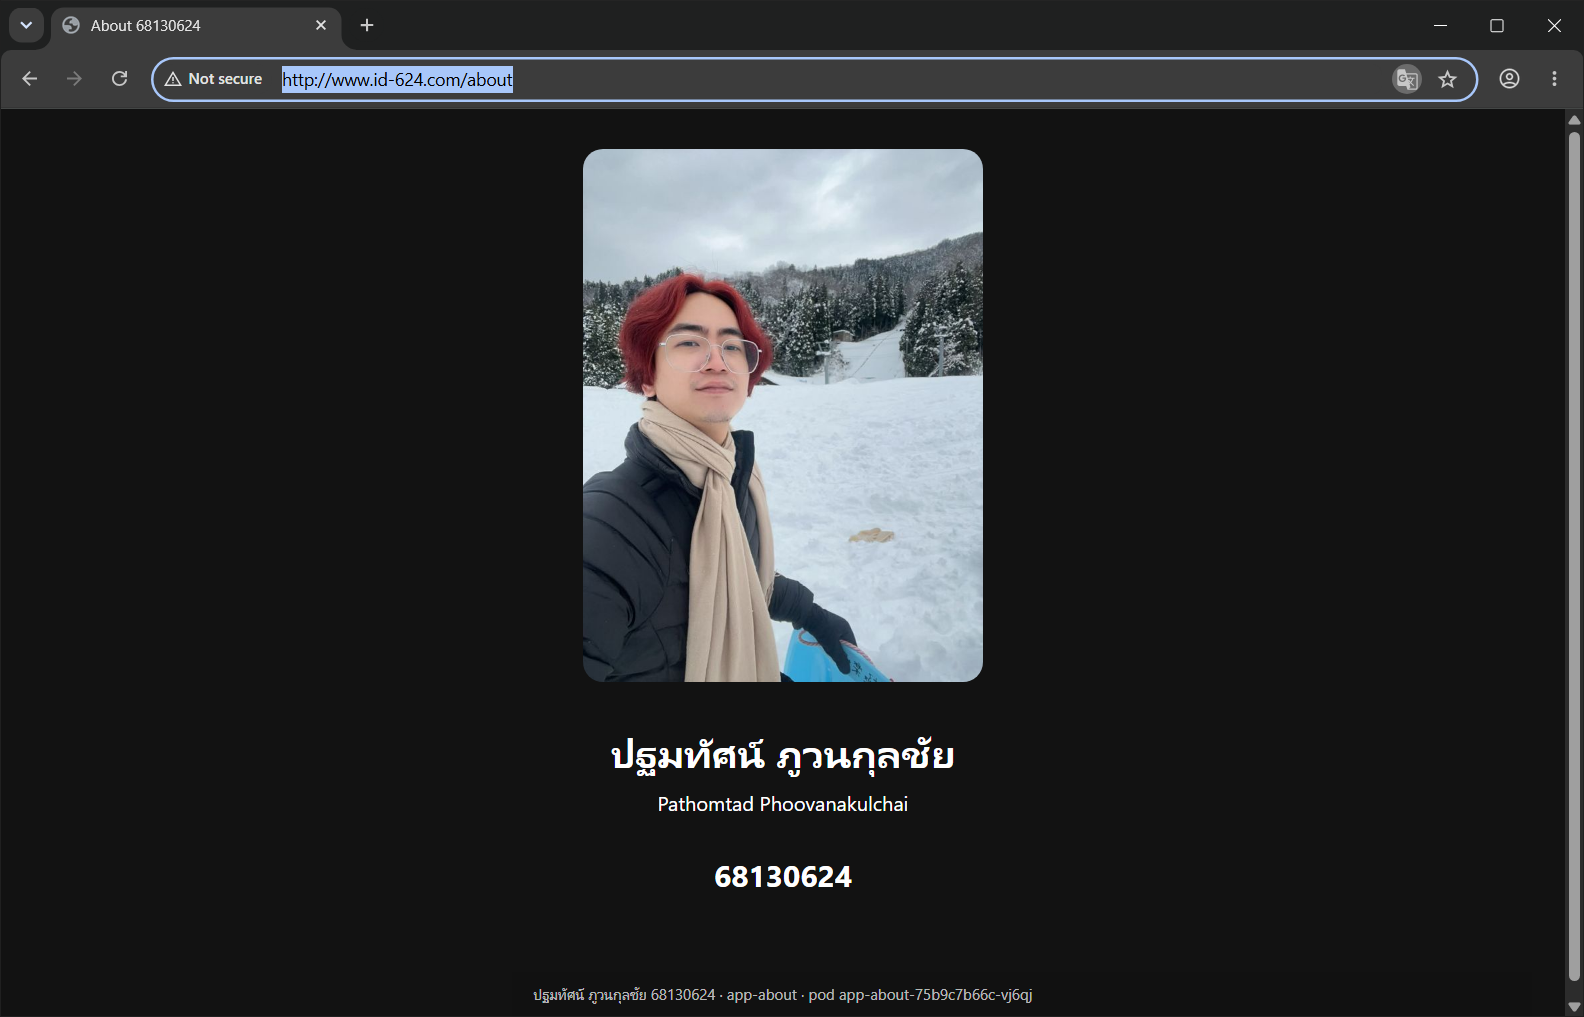 About 68130624
Not secure
http://www.id-624.com/about
ปฐมทัศน์ ภูวนกุลชัย
Pathomtad Phoovanakulchai
68130624
ปฐมทัศน์ ภูวนกุลชัย 68130624 · app-about · pod app-about-75b9c7b66c-vj6qj